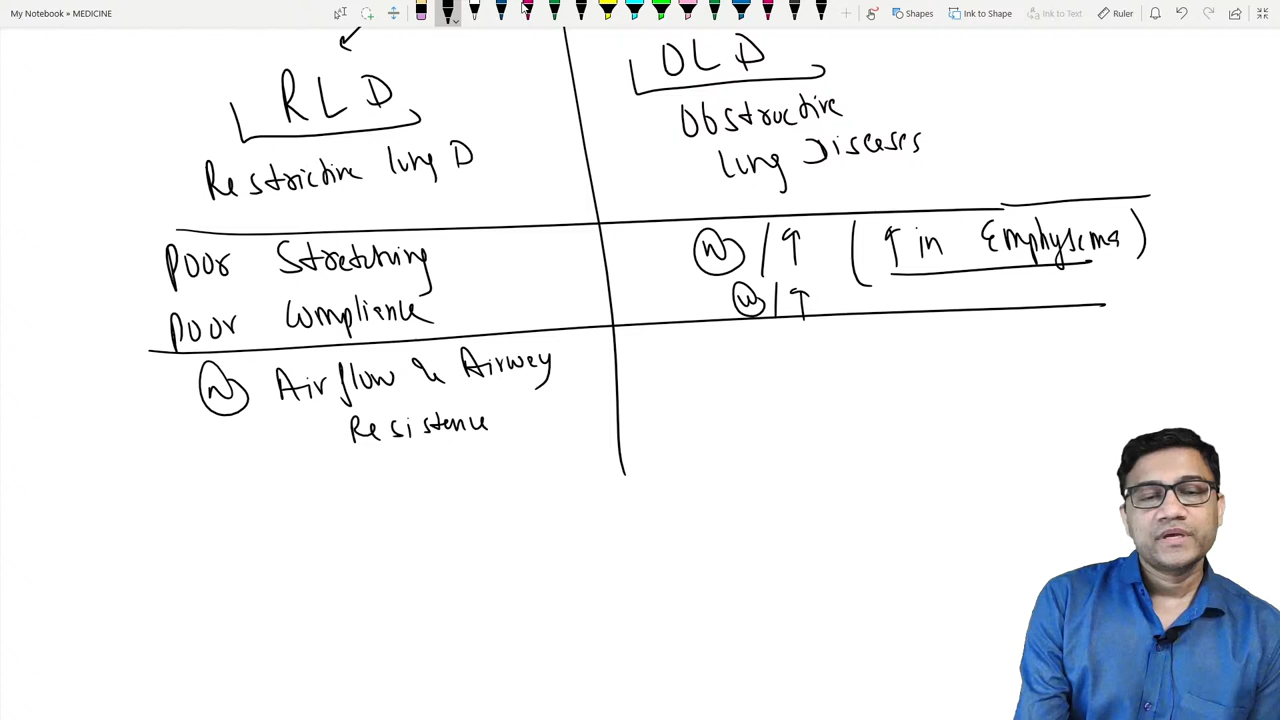 My Notebook » MEDICINE
Shapes
Ink to Shape
Ink to Text
Ruler
RLD
Restrictive lung D
OLD
Obstructive
lung Diseases
Poor Stretching
Poor Compliance
N / ↑ ( ↑ in Emphysema )
N / ↑
N Airflow & Airway
Resistence